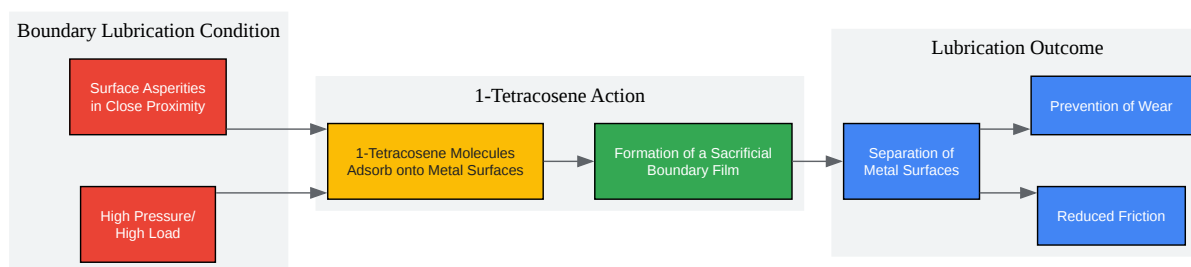 Boundary Lubrication Condition
Surface Asperities
in Close Proximity
High Pressure/
High Load
1-Tetracosene Action
1-Tetracosene Molecules
Adsorb onto Metal Surfaces
Formation of a Sacrificial
Boundary Film
Lubrication Outcome
Separation of
Metal Surfaces
Prevention of Wear
Reduced Friction